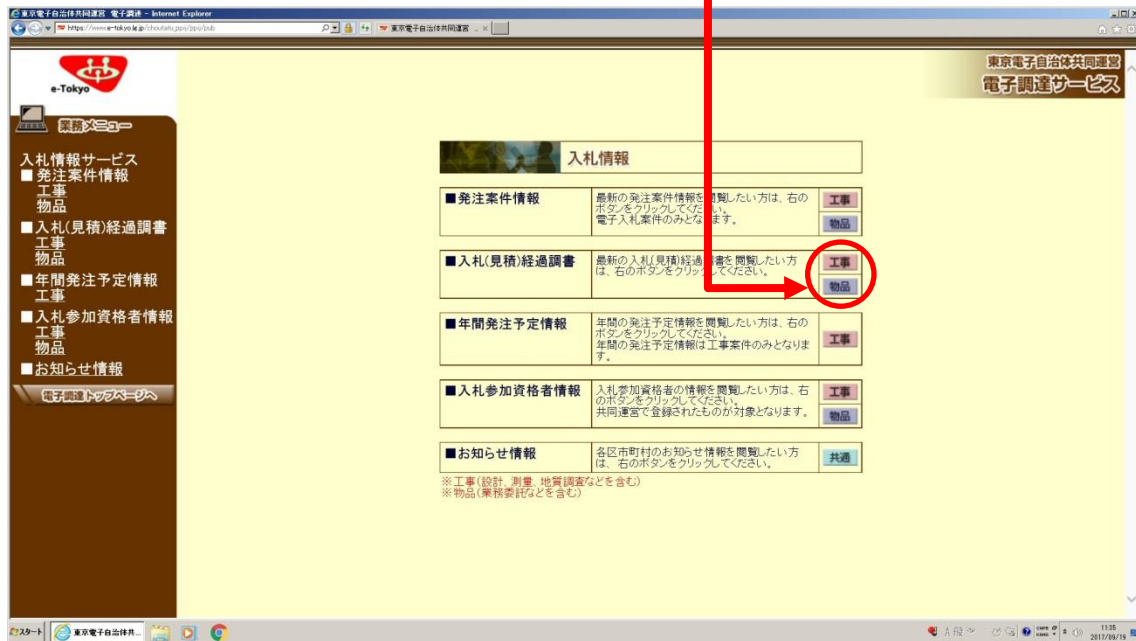 東京電子自治体共同運営 電子調達 - Internet Explorer
東京電子自治体共同運営 ...
e-Tokyo
東京電子自治体共同運営
電子調達サービス
業務メニュー
入札情報サービス
■発注案件情報
工事
物品
■入札(見積)経過調書
工事
物品
■年間発注予定情報
工事
■入札参加資格者情報
工事
物品
■お知らせ情報
電子調達トップページへ
入札情報
■発注案件情報
最新の発注案件情報を閲覧したい方は、右の
ボタンをクリックしてください。
電子入札案件のみとなります。
工事
物品
■入札(見積)経過調書
最新の入札(見積)経過調書を閲覧したい方
は、右のボタンをクリックしてください。
工事
物品
■年間発注予定情報
年間の発注予定情報を閲覧したい方は、右の
ボタンをクリックしてください。
年間の発注予定情報は工事案件のみとなりま
す。
工事
■入札参加資格者情報
入札参加資格者の情報を閲覧したい方は、右
のボタンをクリックしてください。
共同運営で登録されたものが対象となります。
工事
物品
■お知らせ情報
各区市町村のお知らせ情報を閲覧したい方
は、右のボタンをクリックしてください。
共通
※工事(設計、測量、地質調査などを含む)
※物品(業務委託などを含む)
スタート
東京電子自治体共...
A 般
CAPS
KANA
11:35
2017/09/19